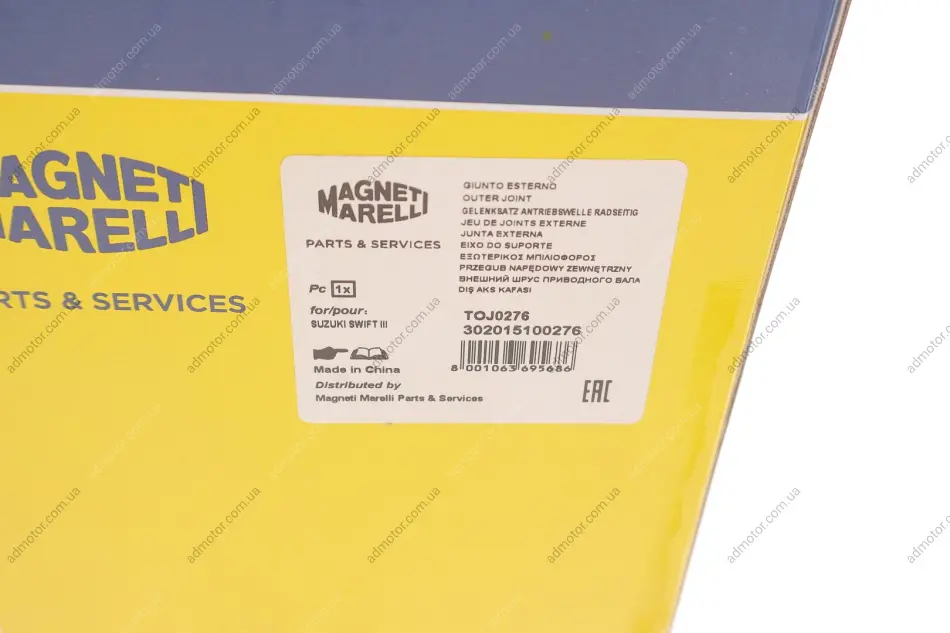 AGNETI
MARELLI
RTS & SERVICES
MAGNETI
MARELLI
PARTS & SERVICES
Pc 1x
for/pour:
SUZUKI SWIFT III
Made in China
Distributed by
Magneti Marelli Parts & Services
GIUNTO ESTERNO
OUTER JOINT
GELENKSATZ ANTRIEBSWELLE RADSEITIG
JEU DE JOINTS EXTERNE
JUNTA EXTERNA
EIXO DO SUPORTE
ΕΞΩΤΕΡΙΚΟΣ ΜΠΙΛΙΟΦΟΡΟΣ
PRZEGUB NAPĘDOWY ZEWNĘTRZNY
ВНЕШНИЙ ШРУС ПРИВОДНОГО ВАЛА
DIŞ AKS KAFASI
TOJ0276
302015100276
8 001063 695686
EAC
admotor.com.ua